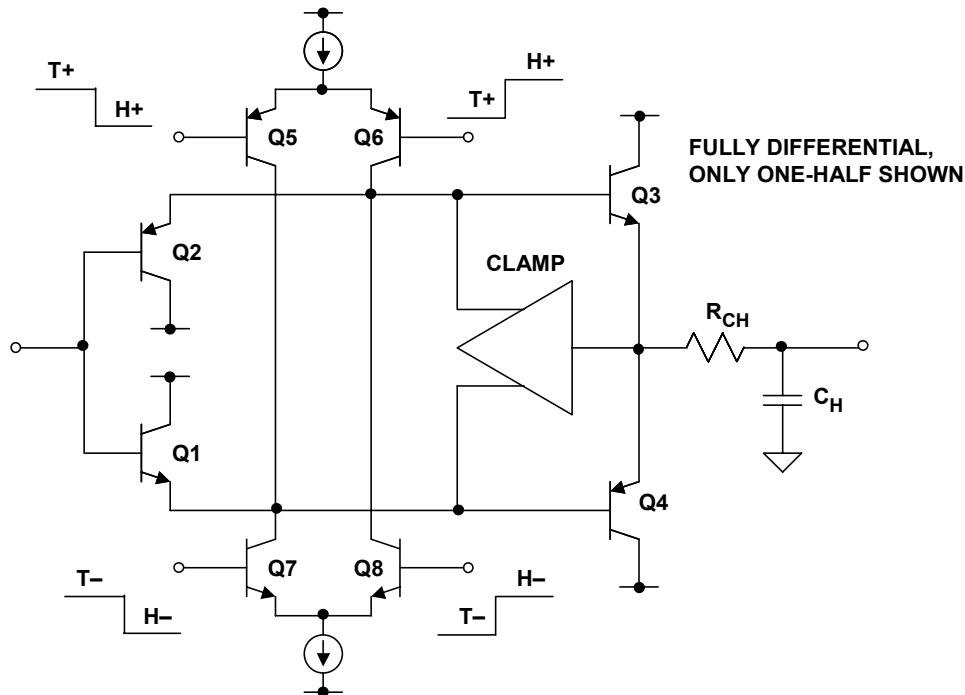 T+
H+
H+
T+
Q5
Q6
FULLY DIFFERENTIAL,
ONLY ONE-HALF SHOWN
Q3
Q2
CLAMP
RCH
CH
Q1
Q4
Q7
Q8
T–
H–
H–
T–